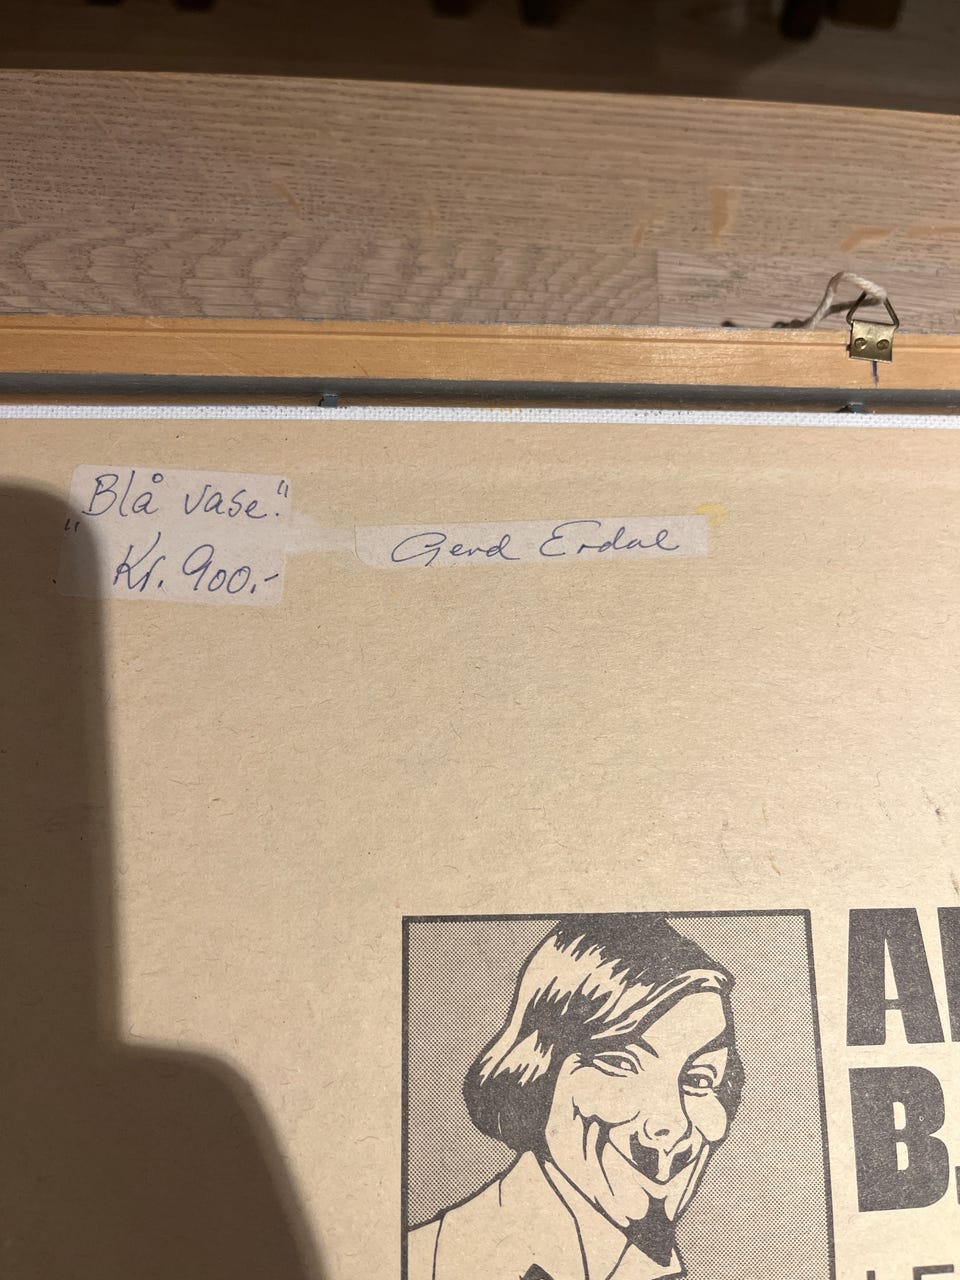 "Blå vase."
Kr. 900.-
Gerd Erdal